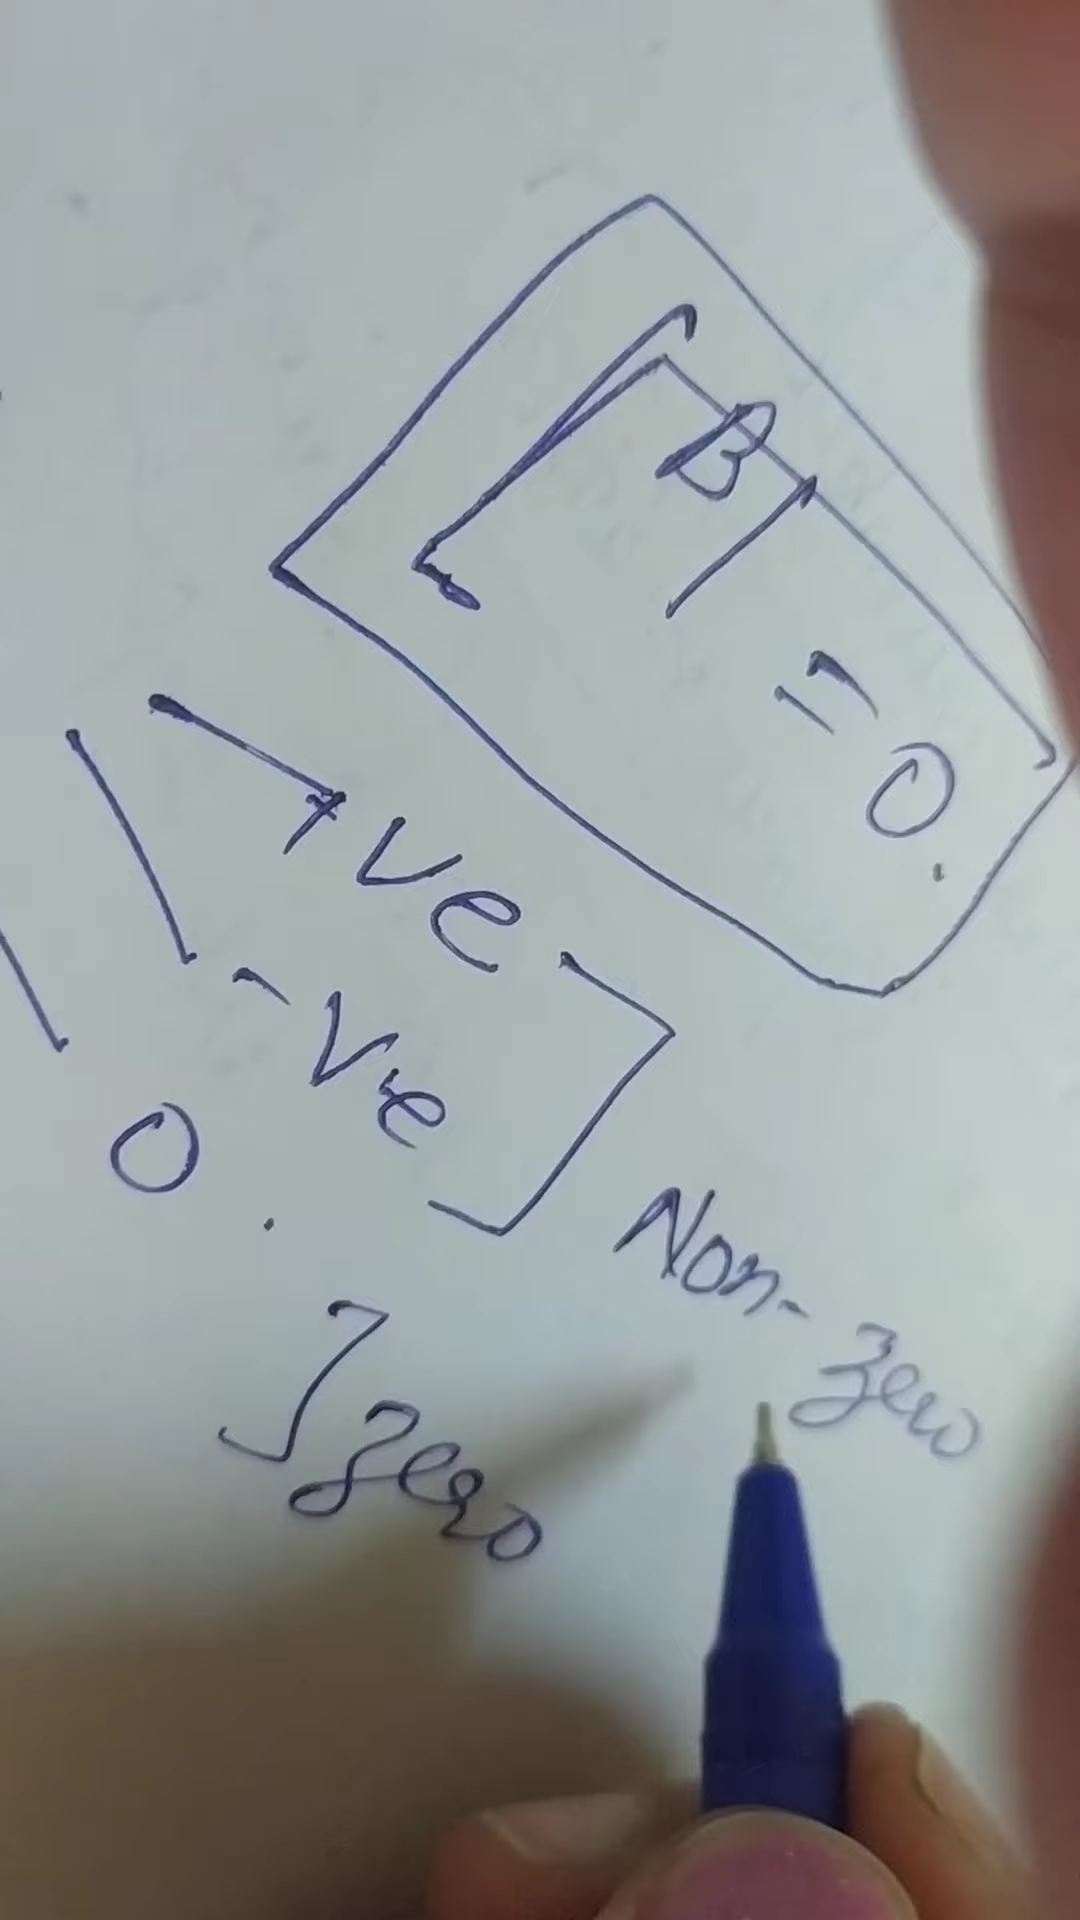 |B| = 0.
+ve
-ve
0.
Non-zero
zero